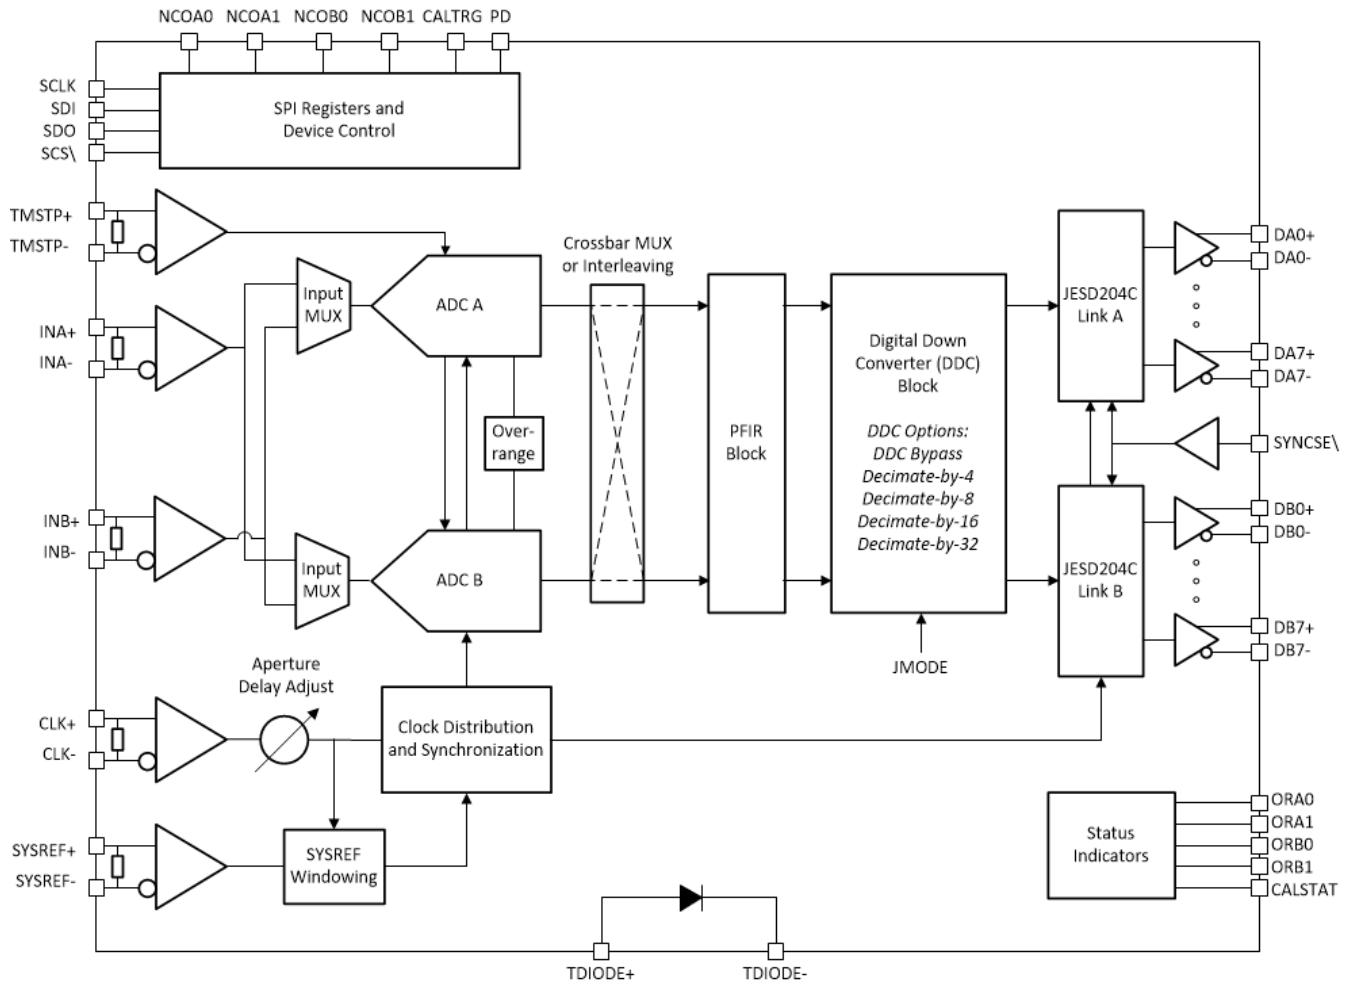 NCOA0 NCOA1 NCOB0 NCOB1 CALTRG PD
SCLK
SDI
SDO
SCS\
SPI Registers and
Device Control
TMSTP+
TMSTP-
INA+
INA-
Input
MUX
ADC A
Crossbar MUX
or Interleaving
Over-
range
INB+
INB-
Input
MUX
ADC B
PFIR
Block
Digital Down
Converter (DDC)
Block
DDC Options:
DDC Bypass
Decimate-by-4
Decimate-by-8
Decimate-by-16
Decimate-by-32
JMODE
JESD204C
Link A
DA0+
DA0-
DA7+
DA7-
SYNCSE\
JESD204C
Link B
DB0+
DB0-
DB7+
DB7-
Aperture
Delay Adjust
CLK+
CLK-
Clock Distribution
and Synchronization
SYSREF+
SYSREF-
SYSREF
Windowing
Status
Indicators
ORA0
ORA1
ORB0
ORB1
CALSTAT
TDIODE+
TDIODE-